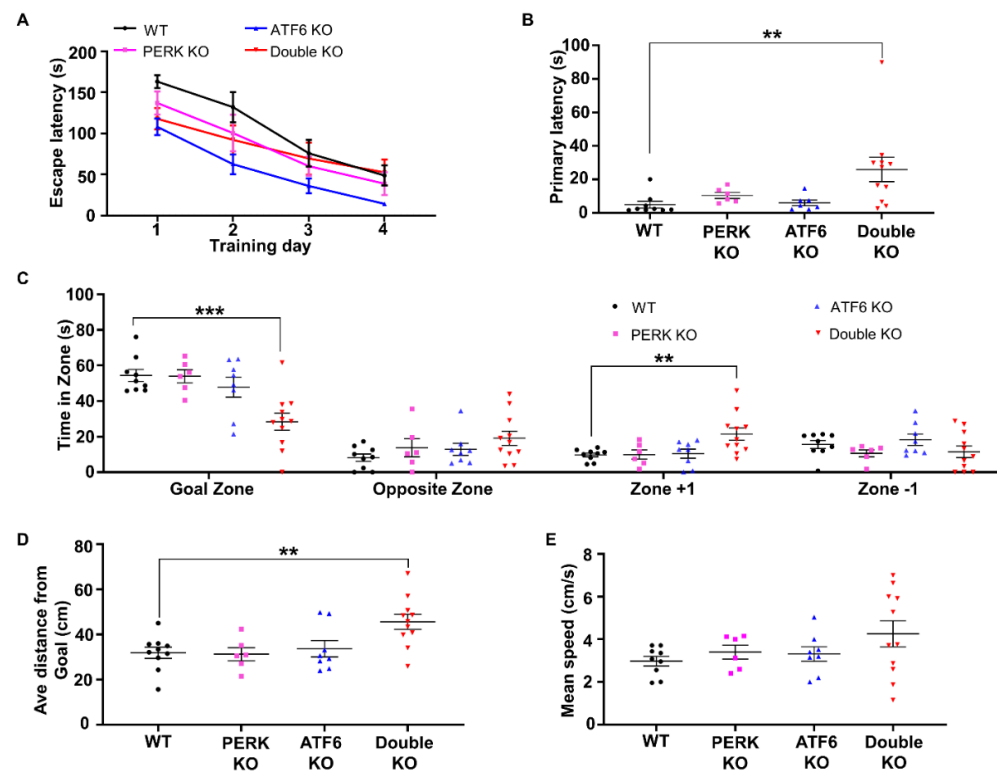 A
WT
ATF6 KO
PERK KO
Double KO
Escape latency (s)
200
150
100
50
0
1
2
3
4
Training day
B
**
Primary latency (s)
100
80
60
40
20
0
WT
PERK
KO
ATF6
KO
Double
KO
C
WT
ATF6 KO
PERK KO
Double KO
***
**
Time in Zone (s)
100
80
60
40
20
0
Goal Zone
Opposite Zone
Zone +1
Zone -1
D
**
Ave distance from
Goal (cm)
80
60
40
20
0
WT
PERK
KO
ATF6
KO
Double
KO
E
Mean speed (cm/s)
8
6
4
2
0
WT
PERK
KO
ATF6
KO
Double
KO